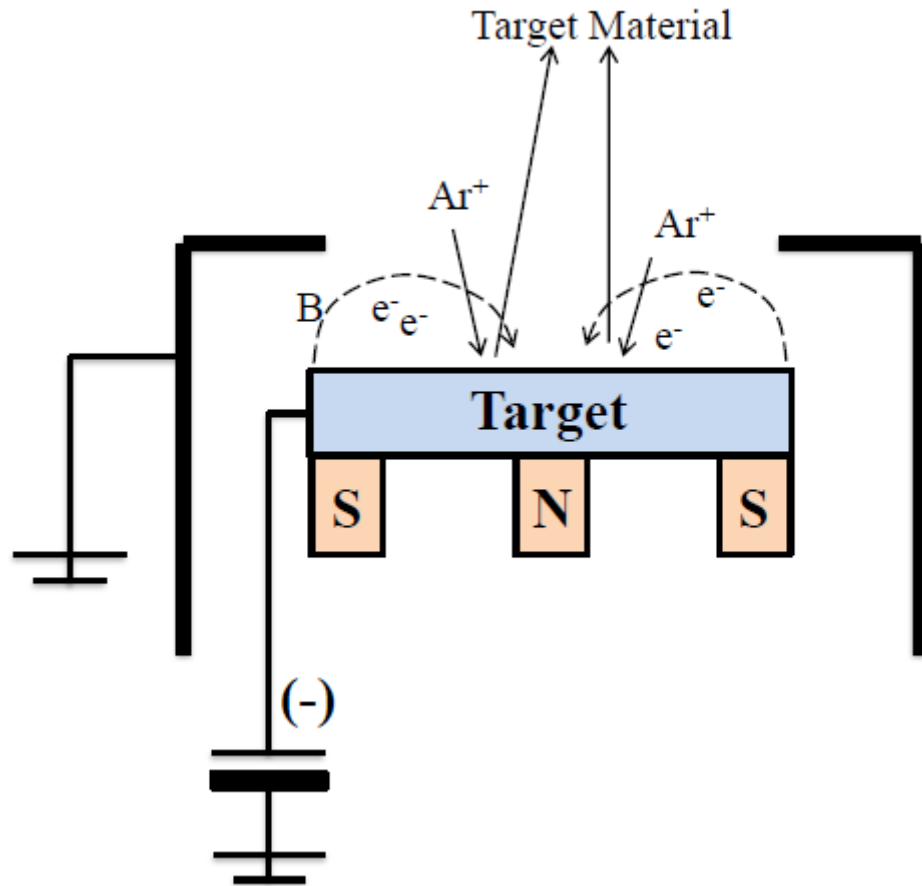 Target Material
Ar⁺
Ar⁺
B
e⁻
e⁻
e⁻
e⁻
Target
S
N
S
(-)